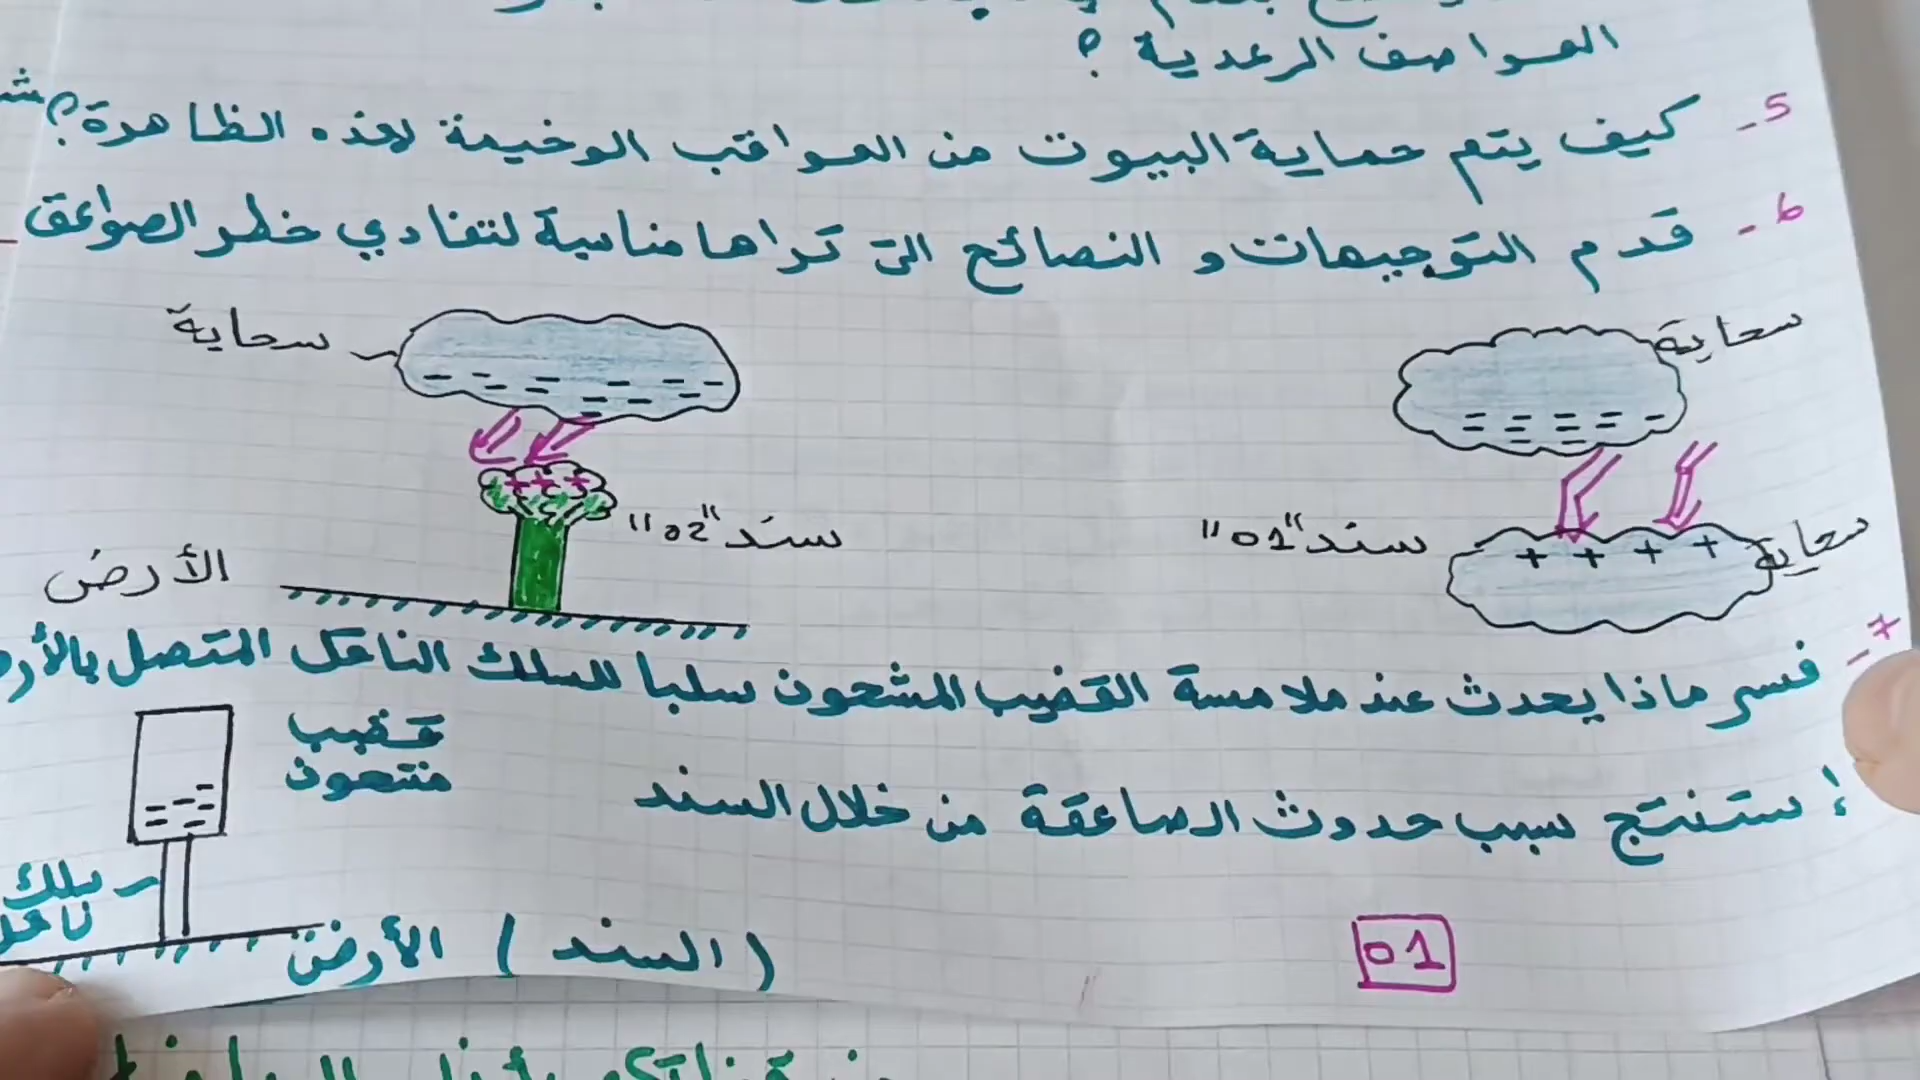 العواصف الرعدية ؟
5- كيف يتم حماية البيوت من العواقب الوخيمة لهذه الظاهرة ؟
6- قدم التوجيهات و النصائح التي تراها مناسبة لتفادي خطر الصواعق
سحابة
سحابة
سند "01"
سحابة
سند "02"
الأرض
7- فسر ماذا يحدث عند ملامسة القضيب المشحون سلبا للسلك الناقل المتصل بالأرض
إستنتج سبب حدوث الصاعقة من خلال السند
قضيب
مشحون
سلك
ناقل
الأرض
( السند )
01